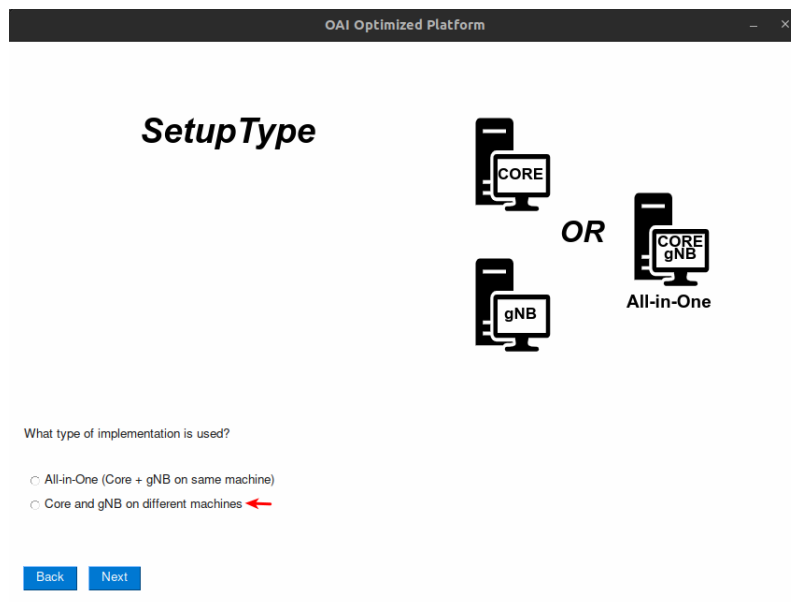 OAI Optimized Platform
SetupType
CORE
OR
CORE
gNB
All-in-One
gNB
What type of implementation is used?
All-in-One (Core + gNB on same machine)
Core and gNB on different machines
Back
Next